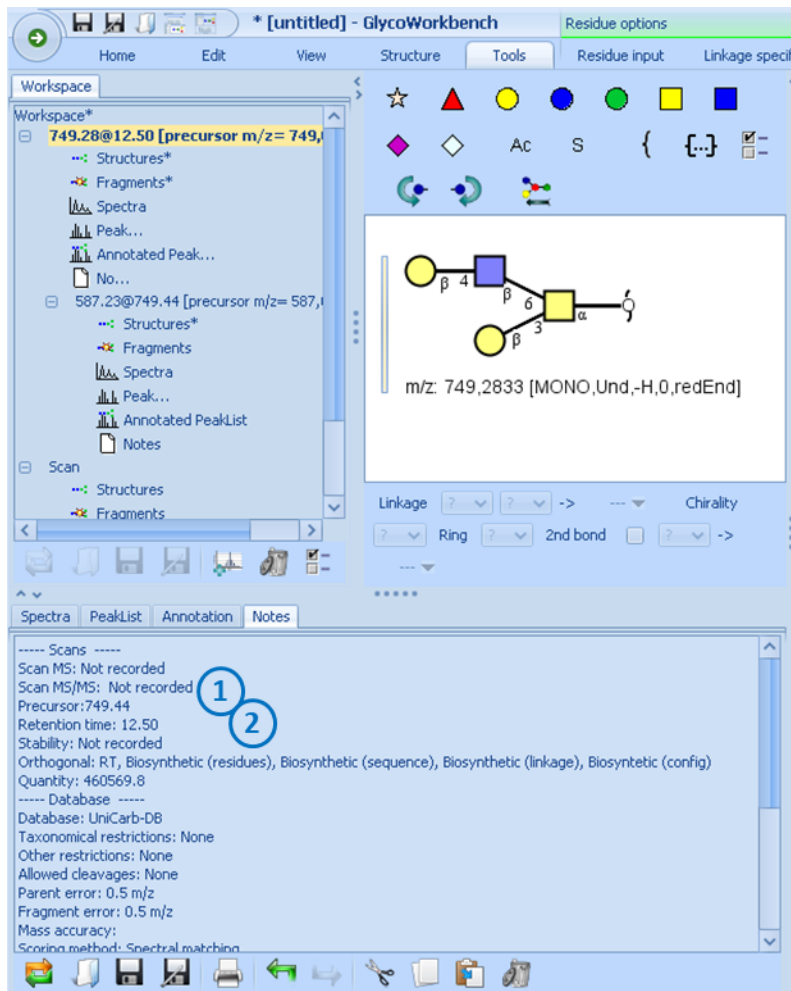 * [untitled] - GlycoWorkbench
Residue options
Home Edit View Structure Tools Residue input Linkage specif
Workspace
Workspace*
749.28@12.50 [precursor m/z= 749,
Structures*
Fragments*
Spectra
Peak...
Annotated Peak...
No...
587.23@749.44 [precursor m/z= 587,
Structures*
Fragments
Spectra
Peak...
Annotated PeakList
Notes
Scan
Structures
Fragments
Ac S { {...}
β 4 β 6 α
β 3
m/z: 749,2833 [MONO,Und,-H,0,redEnd]
Linkage ? ? -> --- Chirality
? Ring ? 2nd bond ? ->
---
Spectra PeakList Annotation Notes
----- Scans -----
Scan MS: Not recorded
Scan MS/MS: Not recorded
1
Precursor:749.44
Retention time: 12.50
2
Stability: Not recorded
Orthogonal: RT, Biosynthetic (residues), Biosynthetic (sequence), Biosynthetic (linkage), Biosyntetic (config)
Quantity: 460569.8
----- Database -----
Database: UniCarb-DB
Taxonomical restrictions: None
Other restrictions: None
Allowed cleavages: None
Parent error: 0.5 m/z
Fragment error: 0.5 m/z
Mass accuracy:
Scoring method: Spectral matching